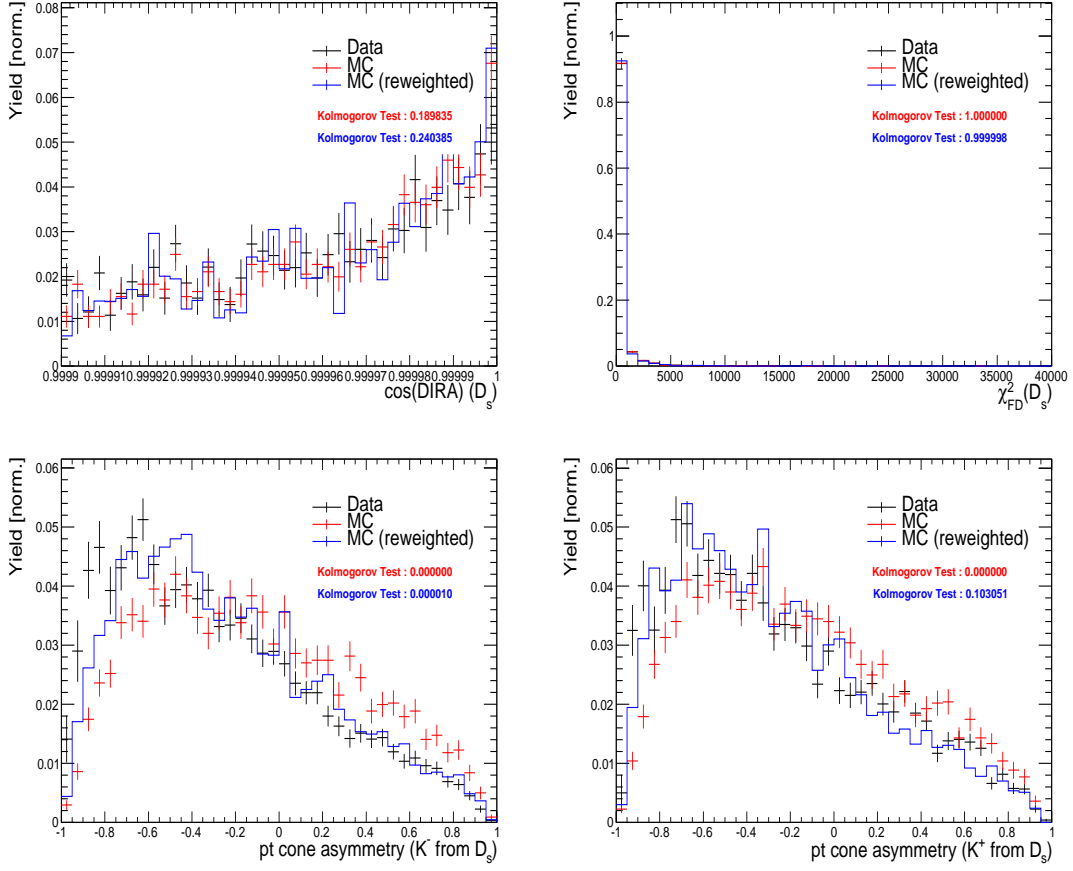 Yield [norm.]
0.08
0.07
0.06
0.05
0.04
0.03
0.02
0.01
0
Data
MC
MC (reweighted)
Kolmogorov Test : 0.189835
Kolmogorov Test : 0.240385
0.9999 0.999910 0.999920 0.999930 0.999940 0.999950 0.999960 0.999970 0.999980 0.99999 1
cos(DIRA) (D_s)
Yield [norm.]
1
0.8
0.6
0.4
0.2
0
Data
MC
MC (reweighted)
Kolmogorov Test : 1.000000
Kolmogorov Test : 0.999998
0 5000 10000 15000 20000 25000 30000 35000 40000
χ²_FD(D_s)
Yield [norm.]
0.06
0.05
0.04
0.03
0.02
0.01
0
Data
MC
MC (reweighted)
Kolmogorov Test : 0.000000
Kolmogorov Test : 0.000010
-1 -0.8 -0.6 -0.4 -0.2 0 0.2 0.4 0.6 0.8 1
pt cone asymmetry (K⁻ from D_s)
Yield [norm.]
0.06
0.05
0.04
0.03
0.02
0.01
0
Data
MC
MC (reweighted)
Kolmogorov Test : 0.000000
Kolmogorov Test : 0.103051
-1 -0.8 -0.6 -0.4 -0.2 0 0.2 0.4 0.6 0.8 1
pt cone asymmetry (K⁺ from D_s)